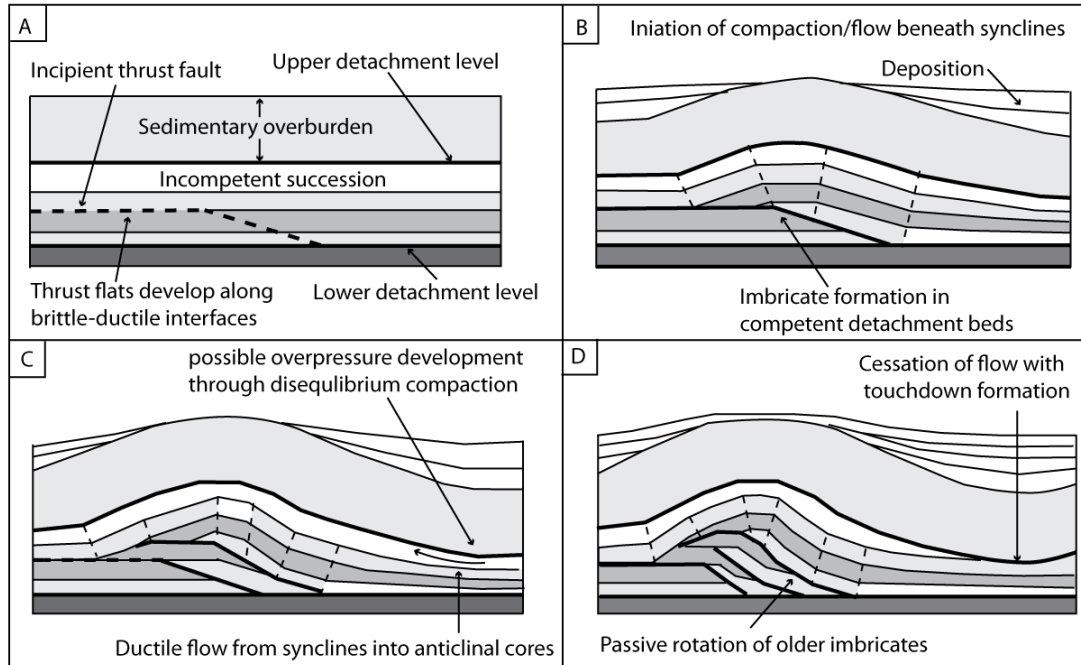 A
Incipient thrust fault
Upper detachment level
Sedimentary overburden
Incompetent succession
Thrust flats develop along
brittle-ductile interfaces
Lower detachment level
B
Iniation of compaction/flow beneath synclines
Deposition
Imbricate formation in
competent detachment beds
C
possible overpressure development
through disequlibrium compaction
Ductile flow from synclines into anticlinal cores
D
Cessation of flow with
touchdown formation
Passive rotation of older imbricates